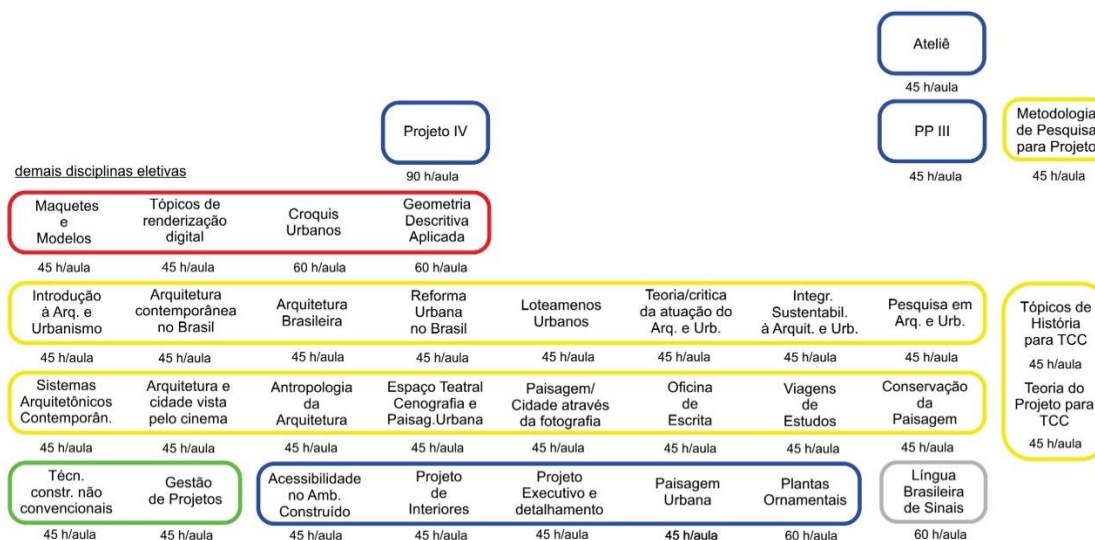 Ateliê
45 h/aula
Projeto IV
90 h/aula
PP III
45 h/aula
Metodologia
de Pesquisa
para Projeto
45 h/aula
demais disciplinas eletivas
Maquetes
e
Modelos
45 h/aula
Tópicos de
renderização
digital
45 h/aula
Croquis
Urbanos
60 h/aula
Geometria
Descritiva
Aplicada
60 h/aula
Introdução
à Arq. e
Urbanismo
45 h/aula
Arquitetura
contemporânea
no Brasil
45 h/aula
Arquitetura
Brasileira
45 h/aula
Reforma
Urbana
no Brasil
45 h/aula
Loteamenos
Urbanos
45 h/aula
Teoria/critica
da atuação do
Arq. e Urb.
45 h/aula
Integr.
Sustentabil.
à Arquit. e Urb.
45 h/aula
Pesquisa em
Arq. e Urb.
45 h/aula
Tópicos de
História
para TCC
45 h/aula
Teoria do
Projeto para
TCC
45 h/aula
Sistemas
Arquitetônicos
Contemporân.
45 h/aula
Arquitetura e
cidade vista
pelo cinema
45 h/aula
Antropologia
da
Arquitetura
45 h/aula
Espaço Teatral
Cenografia e
Paisag.Urbana
45 h/aula
Paisagem/
Cidade através
da fotografia
45 h/aula
Oficina
de
Escrita
45 h/aula
Viagens
de
Estudos
45 h/aula
Conservação
da
Paisagem
45 h/aula
Técn.
constr. não
convencionais
45 h/aula
Gestão
de Projetos
45 h/aula
Acessibilidade
no Amb.
Construído
45 h/aula
Projeto
de
Interiores
45 h/aula
Projeto
Executivo e
detalhamento
45 h/aula
Paisagem
Urbana
45 h/aula
Plantas
Ornamentais
60 h/aula
Língua
Brasileira
de Sinais
60 h/aula